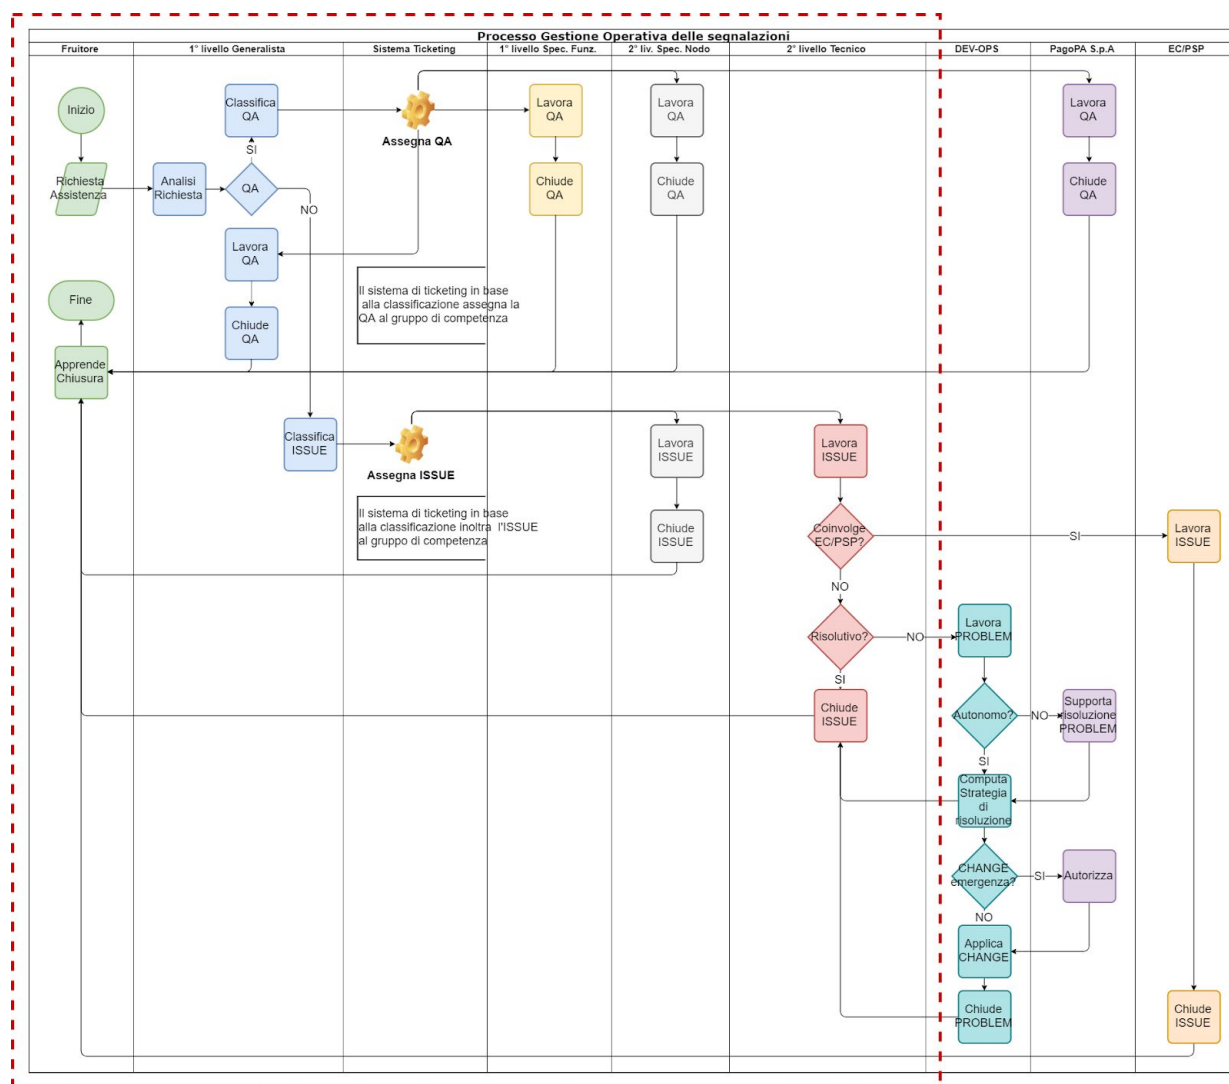 Processo Gestione Operativa delle segnalazioni
Fruitore
1° livello Generalista
Sistema Ticketing
1° livello Spec. Funz.
2° liv. Spec. Nodo
2° livello Tecnico
DEV-OPS
PagoPA S.p.A
EC/PSP
Inizio
Classifica
QA
Assegna QA
Lavora
QA
Lavora
QA
Lavora
QA
SI
Richiesta
Assistenza
Analisi
Richiesta
QA
NO
Chiude
QA
Chiude
QA
Chiude
QA
Lavora
QA
Il sistema di ticketing in base
alla classificazione assegna la
QA al gruppo di competenza
Fine
Chiude
QA
Apprende
Chiusura
Classifica
ISSUE
Assegna ISSUE
Lavora
ISSUE
Lavora
ISSUE
Il sistema di ticketing in base
alla classificazione inoltra l'ISSUE
al gruppo di competenza
Chiude
ISSUE
Coinvolge
EC/PSP?
SI
Lavora
ISSUE
NO
Risolutivo?
NO
Lavora
PROBLEM
SI
Chiude
ISSUE
Autonomo?
NO
Supporta
risoluzione
PROBLEM
SI
Computa
Strategia
di
risoluzione
CHANGE
emergenza?
SI
Autorizza
NO
Applica
CHANGE
Chiude
PROBLEM
Chiude
ISSUE